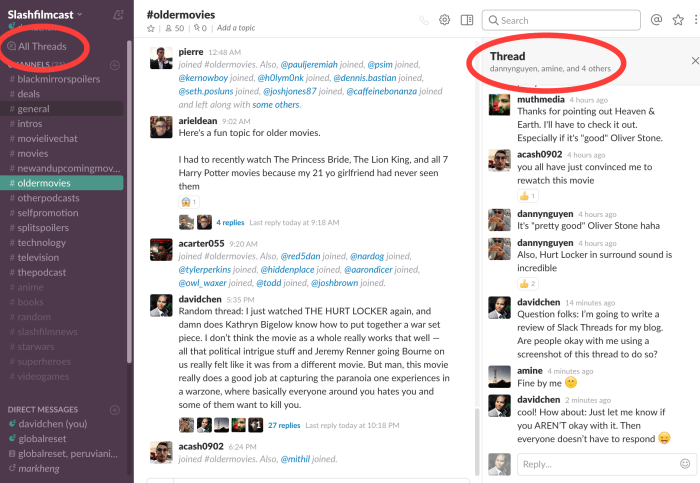 Slashfilmcast
davidchen
All Threads
CHANNELS
# blackmirrorspoilers
# deals
# general
# intros
# movielivechat
# movies
# newandupcomingmov...
# oldermovies
# otherpodcasts
# selfpromotion
# splitspoilers
# technology
# television
# thepodcast
# anime
# books
# random
# slashfilmnews
# starwars
# superheroes
# videogames
DIRECT MESSAGES
davidchen (you)
globalreset
globalreset, peruviani...
markheng
#oldermovies
50 | 0 | Add a topic
Search
pierre 12:48 AM
joined #oldermovies. Also, @pauljeremiah joined, @psim joined,
@kernowboy joined, @h0lym0nk joined, @dennis.bastian joined,
@seth.posluns joined, @joshjones87 joined, @caffeinebonanza joined
and left along with some others.
arieldean 9:02 AM
Here's a fun topic for older movies.
I had to recently watch The Princess Bride, The Lion King, and all 7
Harry Potter movies because my 21 yo girlfriend had never seen
them
1
4 replies Last reply today at 9:18 AM
acarter055 9:20 AM
joined #oldermovies. Also, @red5dan joined, @nardog joined,
@tylerpkins joined, @hiddenplace joined, @aarondicer joined,
@owl_waxer joined, @todd joined, @joshbrown joined.
davidchen 5:35 PM
Random thread: I just watched THE HURT LOCKER again, and
damn does Kathryn Bigelow know how to put together a war set
piece. I don't think the movie as a whole really works that well —
all that political intrigue stuff and Jeremy Renner going Bourne on
us really felt like it was from a different movie. But man, this movie
really does a good job at capturing the paranoia one experiences in
a warzone, where basically everyone around you hates you and
some of them want to kill you.
+1 27 replies Last reply today at 10:18 PM
acash0902 6:24 PM
joined #oldermovies. Also, @mithil joined.
Thread
dannynguyen, amine, and 4 others
muthmedia 4 hours ago
Thanks for pointing out Heaven &
Earth. I'll have to check it out.
Especially if it's "good" Oliver Stone.
acash0902 4 hours ago
you all have just convinced me to
rewatch this movie
1
dannynguyen 4 hours ago
It's "pretty good" Oliver Stone haha
dannynguyen 4 hours ago
Also, Hurt Locker in surround sound is
incredible
2
davidchen 14 minutes ago
Question folks: I'm going to write a
review of Slack Threads for my blog.
Are people okay with me using a
screenshot of this thread to do so?
amine 4 minutes ago
Fine by me
davidchen 2 minutes ago
cool! How about: Just let me know if
you AREN'T okay with it. Then
everyone doesn't have to respond
Reply...